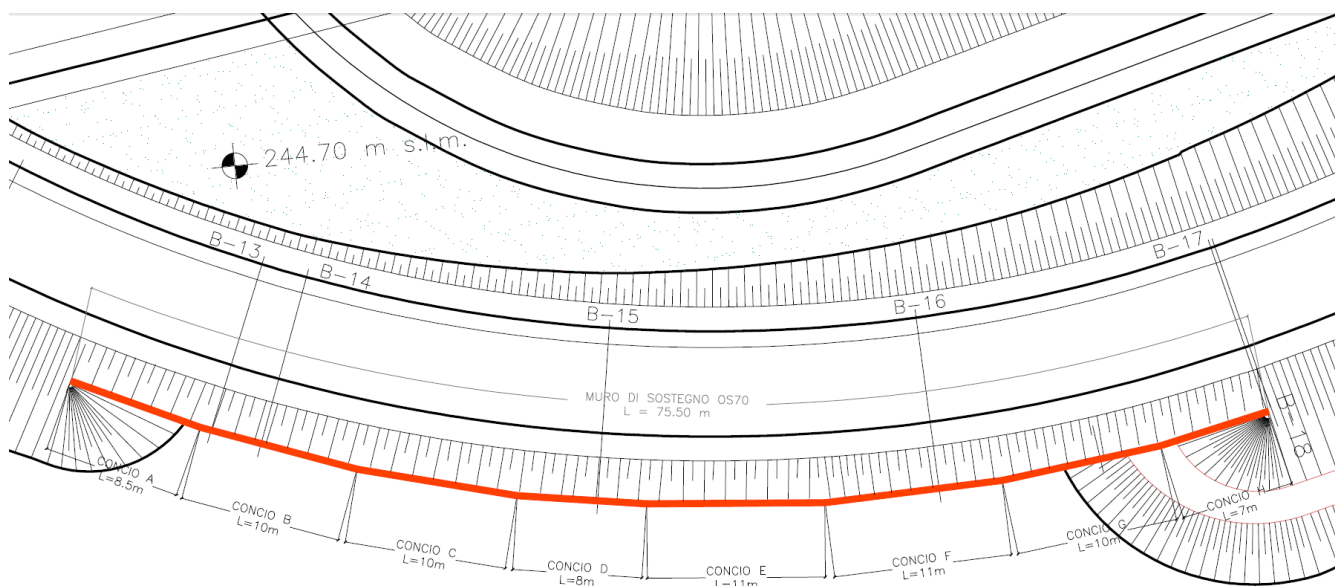 244.70 m s.l.m.
B-13
B-14
B-15
B-16
B-17
B-18
MURO DI SOSTEGNO OS70
L = 75.50 m
CONCIO A
L=8.5m
CONCIO B
L=10m
CONCIO C
L=10m
CONCIO D
L=8m
CONCIO E
L=11m
CONCIO F
L=11m
CONCIO G
L=10m
CONCIO H
L=7m